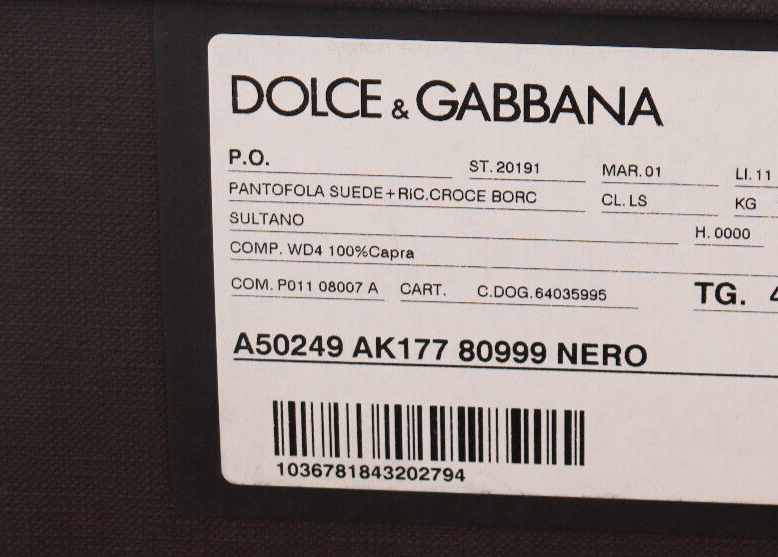 DOLCE & GABBANA
P.O. ST. 20191 MAR. 01 LI. 11
PANTOFOLA SUEDE+RIC.CROCE BORC CL. LS KG
SULTANO H. 0000
COMP. WD4 100%Capra
COM. P011 08007 A CART. C.DOG.64035995 TG. 4
A50249 AK177 80999 NERO
1036781843202794